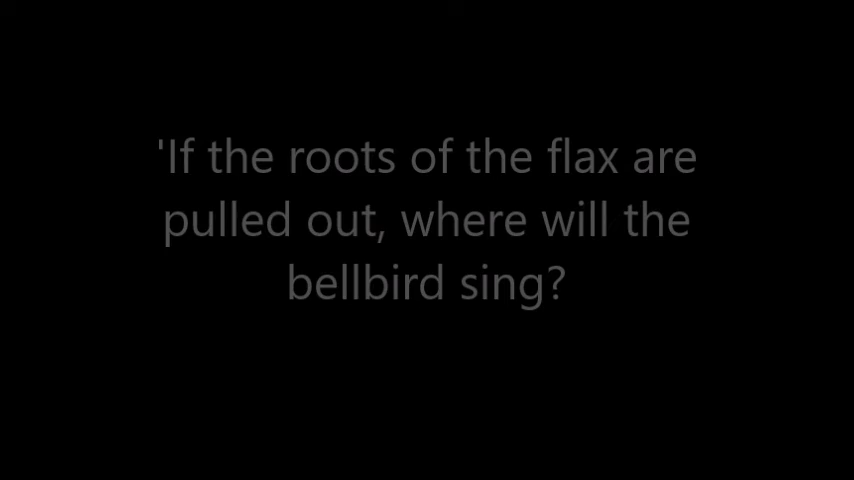 'If the roots of the flax are
pulled out, where will the
bellbird sing?